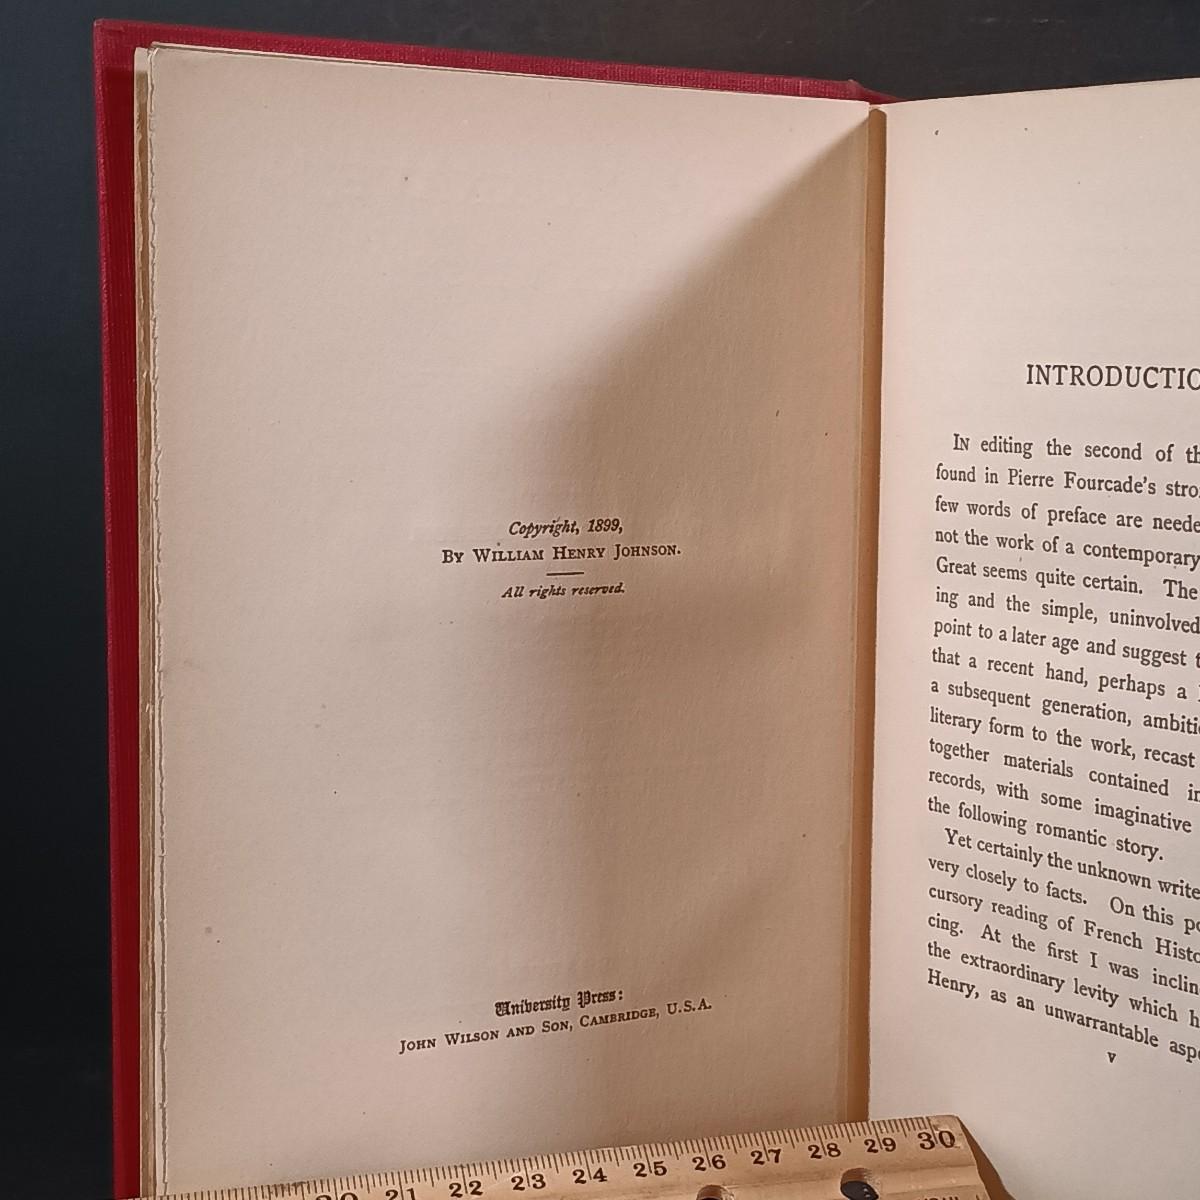 Copyright, 1899,
BY WILLIAM HENRY JOHNSON.
All rights reserved.
University Press:
JOHN WILSON AND SON, CAMBRIDGE, U.S.A.
INTRODUCTIO
IN editing the second of th
found in Pierre Fourcade's
few words of preface are neede
not the work of a contemporary
Great seems quite certain. The
ing and the simple, uninvolved
point to a later age and suggest
that a recent hand, perhaps a
a subsequent generation,
literary form to the work, recast
together materials contained in
records, with some imaginative
the following romantic story.
Yet certainly the unknown write
very closely to facts. On this
cursory reading of French Histo
cing. At the first I was
the extraordinary levity which h
Henry, as an unwarrantable
v
21 22 23 24 25 26 27 28 29 30